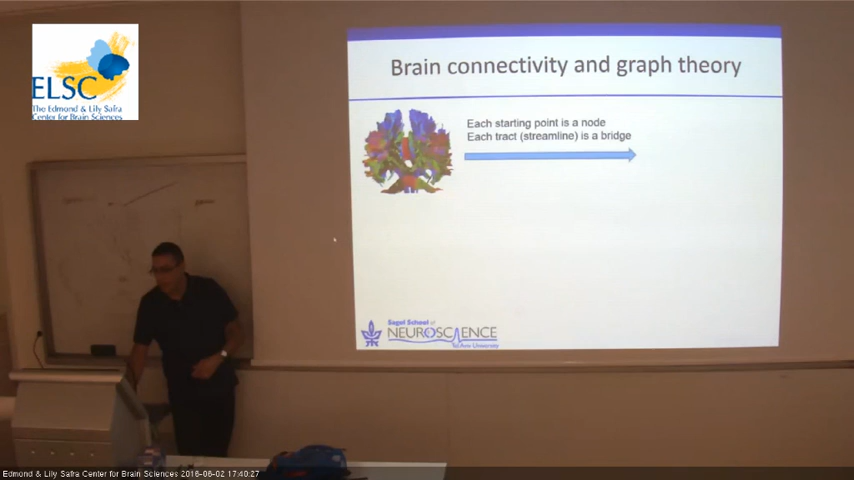 ELSC
The Edmond & Lily Safra
Center for Brain Sciences
Brain connectivity and graph theory
Each starting point is a node
Each tract (streamline) is a bridge
Sagol School of
NEUROSCIENCE
Tel Aviv University
Edmond & Lily Safra Center for Brain Sciences 2016-06-02 17:40:27